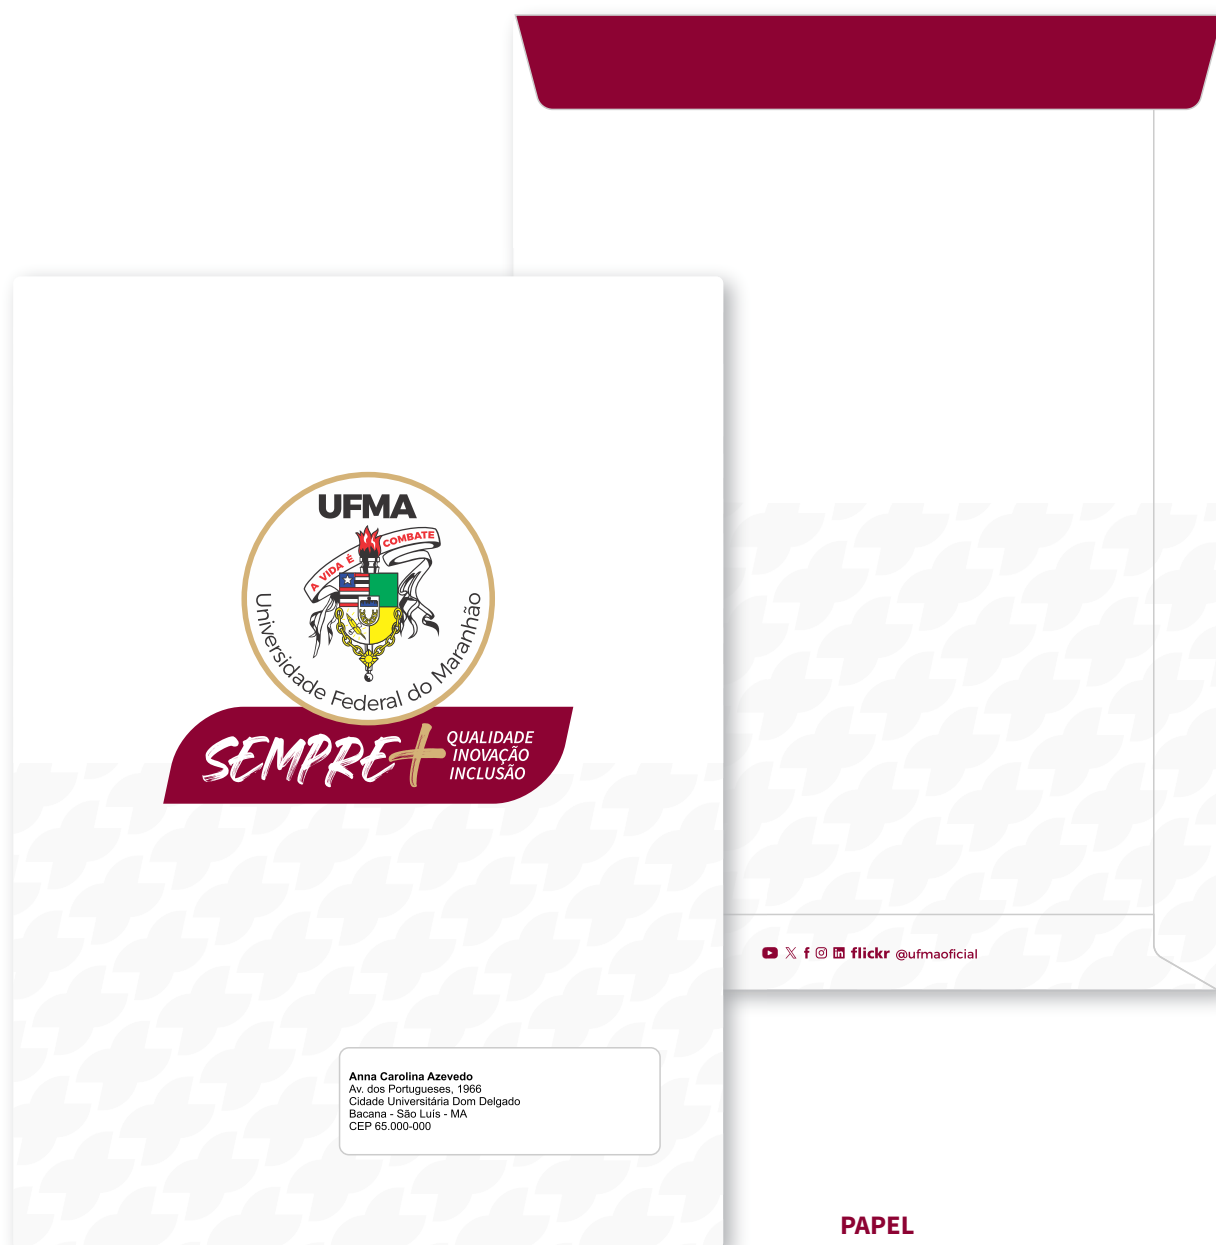 UFMA
A VIDA É COMBATE
Universidade Federal do Maranhão
SEMPRE+
QUALIDADE
INOVAÇÃO
INCLUSÃO
flickr @ufmaoficial
Anna Carolina Azevedo
Av. dos Portugueses, 1966
Cidade Universitária Dom Delgado
Bacana - São Luís - MA
CEP 65.000-000
PAPEL